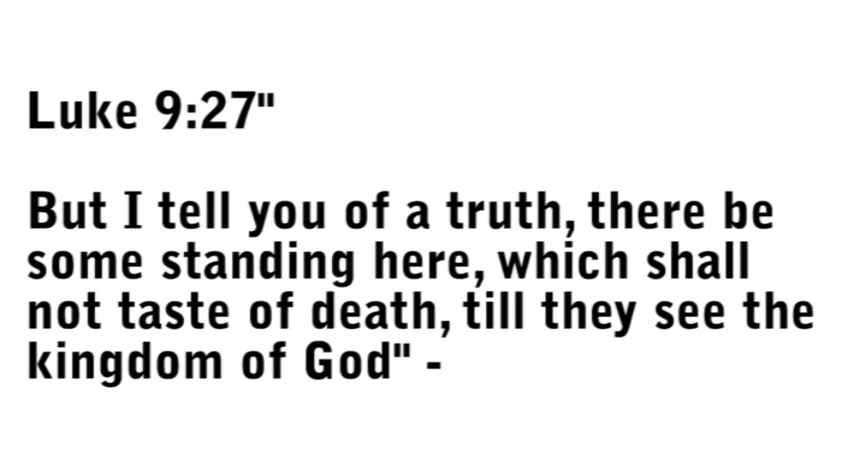 Luke 9:27"
But I tell you of a truth, there be
some standing here, which shall
not taste of death, till they see the
kingdom of God" -